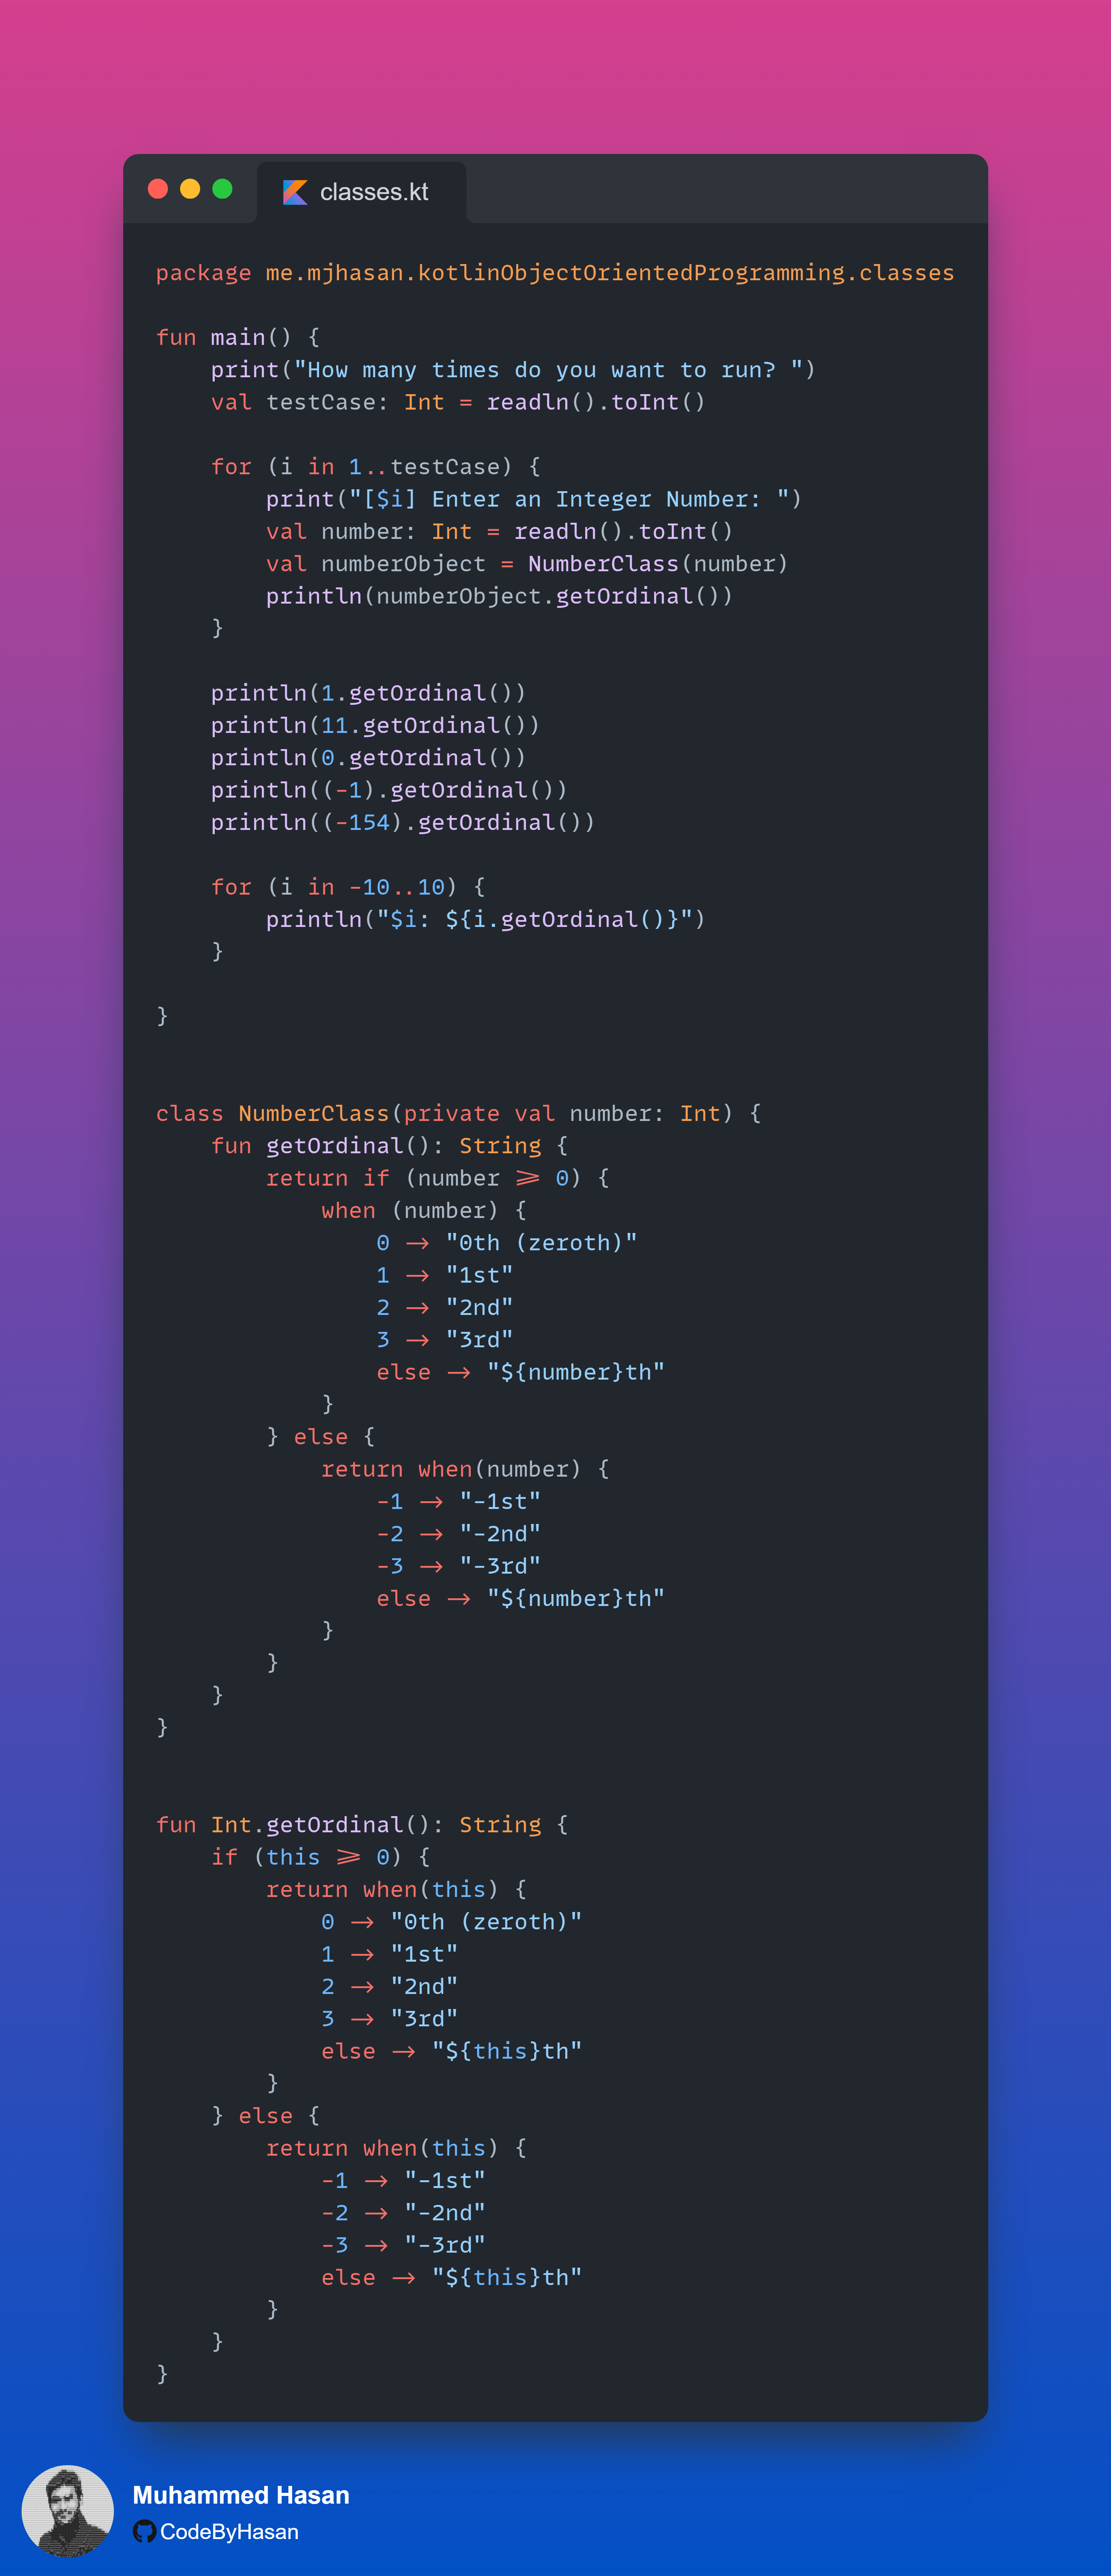 classes.kt
package me.mjhasan.kotlinObjectOrientedProgramming.classes
fun main() {
    print("How many times do you want to run? ")
    val testCase: Int = readln().toInt()
    for (i in 1..testCase) {
        print("[$i] Enter an Integer Number: ")
        val number: Int = readln().toInt()
        val numberObject = NumberClass(number)
        println(numberObject.getOrdinal())
    }
    println(1.getOrdinal())
    println(11.getOrdinal())
    println(0.getOrdinal())
    println((-1).getOrdinal())
    println((-154).getOrdinal())
    for (i in -10..10) {
        println("$i: ${i.getOrdinal()}")
    }
}
class NumberClass(private val number: Int) {
    fun getOrdinal(): String {
        return if (number >= 0) {
            when (number) {
                0 -> "0th (zeroth)"
                1 -> "1st"
                2 -> "2nd"
                3 -> "3rd"
                else -> "${number}th"
            }
        } else {
            return when(number) {
                -1 -> "-1st"
                -2 -> "-2nd"
                -3 -> "-3rd"
                else -> "${number}th"
            }
        }
    }
}
fun Int.getOrdinal(): String {
    if (this >= 0) {
        return when(this) {
            0 -> "0th (zeroth)"
            1 -> "1st"
            2 -> "2nd"
            3 -> "3rd"
            else -> "${this}th"
        }
    } else {
        return when(this) {
            -1 -> "-1st"
            -2 -> "-2nd"
            -3 -> "-3rd"
            else -> "${this}th"
        }
    }
}
Muhammed Hasan
CodeByHasan